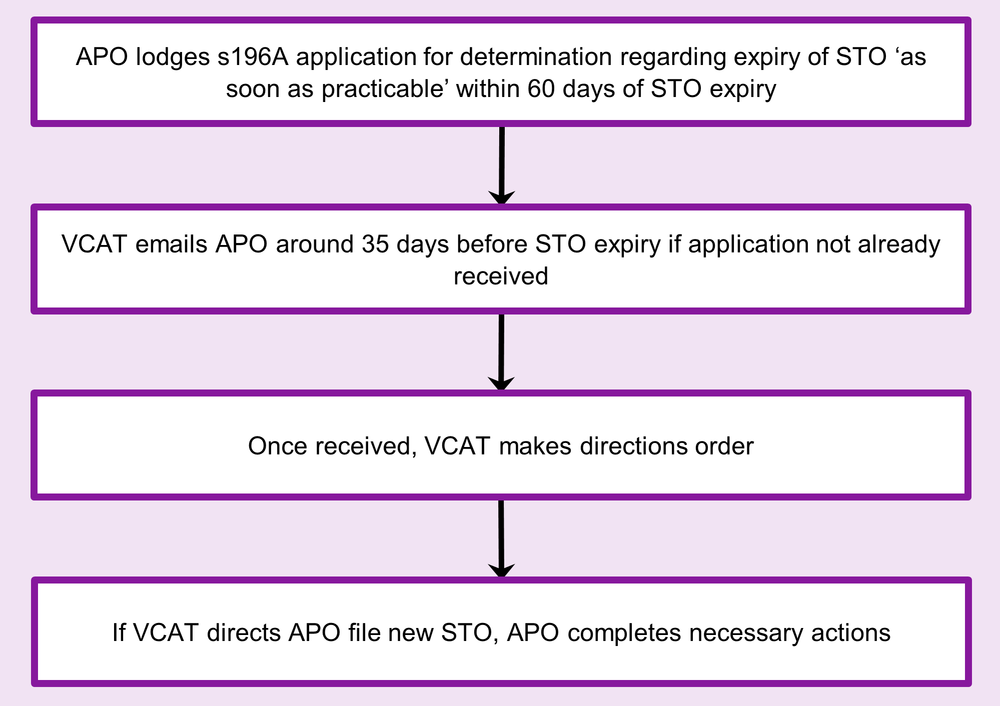 APO lodges s196A application for determination regarding expiry of STO ‘as
soon as practicable’ within 60 days of STO expiry
VCAT emails APO around 35 days before STO expiry if application not already
received
Once received, VCAT makes directions order
If VCAT directs APO file new STO, APO completes necessary actions